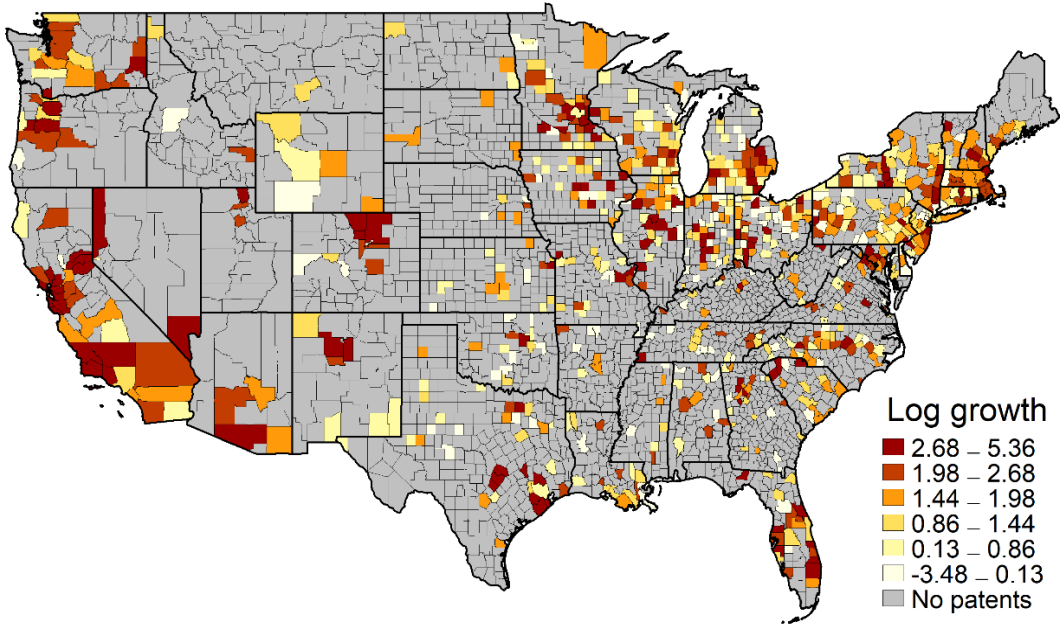 Log growth
2.68 – 5.36
1.98 – 2.68
1.44 – 1.98
0.86 – 1.44
0.13 – 0.86
-3.48 – 0.13
No patents